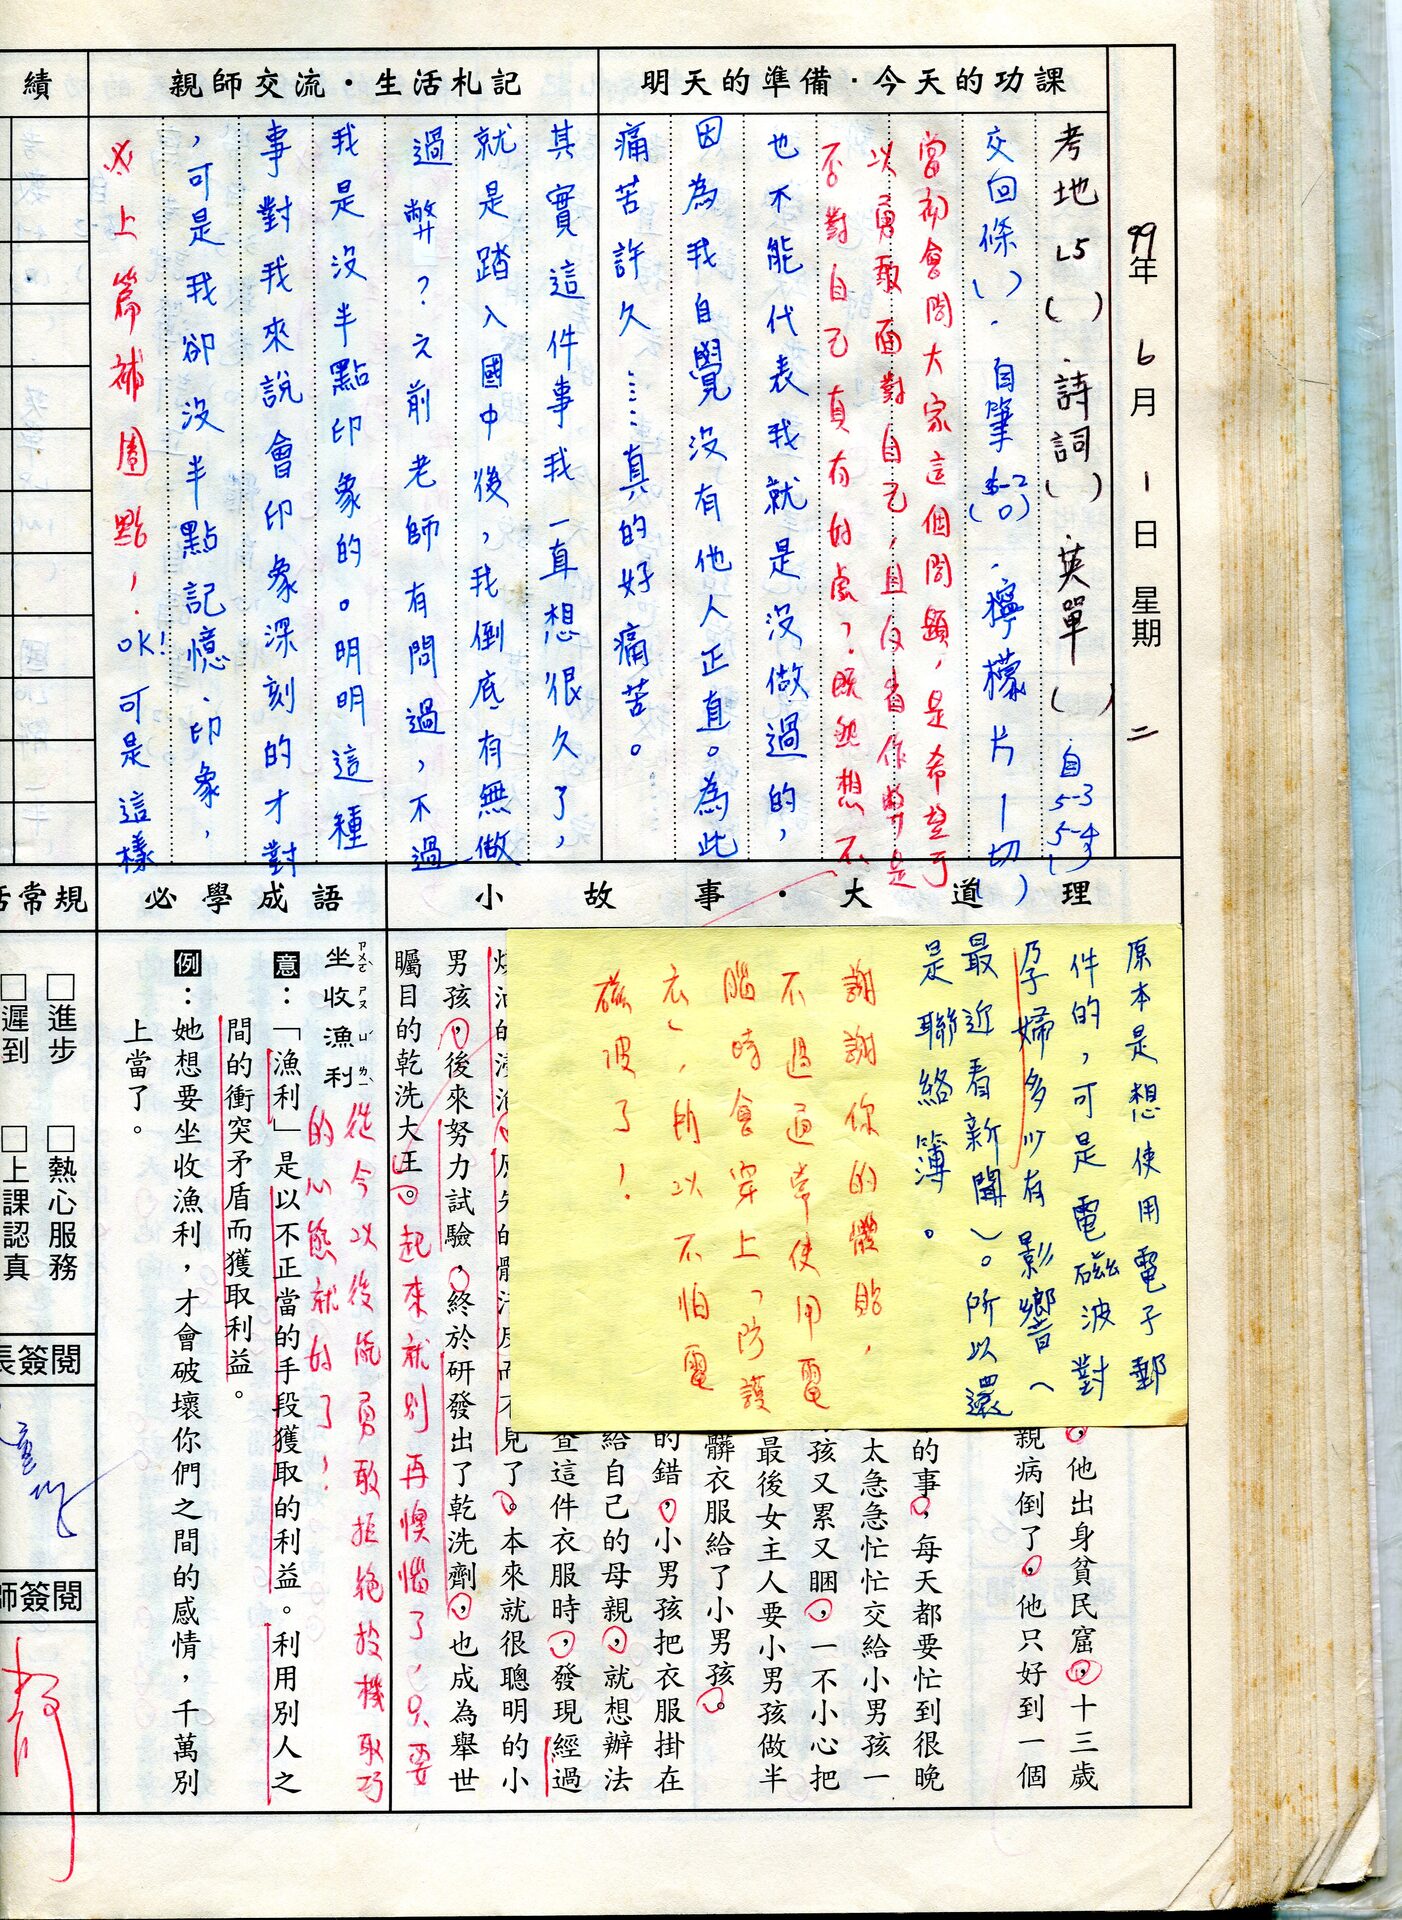 99年 6月 1日 星期二
明天的準備・今天的功課
考地L5( ).詩詞( ).英單( ).自5-3 5-4( )
交回條( ).自筆5-2(0).檸檬片1切)
當初會問大家這個問題,是希望可
以勇敢面對自己,且反省作弊是
否對自己真有好處?既然想不
也不能代表我就是沒做過的,
因為我自覺沒有他人正直。為此
痛苦許久……真的好痛苦。
親師交流・生活札記
其實這件事我一直想很久了,
就是踏入國中後,我倒底有無做
過弊?之前老師有問過,不過
我是沒半點印象的。明明這種
事對我來說會印象深刻的才對
,可是我卻沒半點記憶、印象,
※上篇補圖點,:OK!可是這樣
績
小故事・大道理
原本是想使用電子郵
件的,可是電磁波對
孕婦多少有影響(
最近看新聞)。所以還
是聯絡簿。
謝謝你的體貼,
不過通常使用電
腦時會穿上「防護
衣」,所以不怕電
磁波了!
,他出身貧民窟,十三歲
親病倒了,他只好到一個
的事,每天都要忙到很晚
太急急忙忙交給小男孩一
孩又累又睏,一不小心把
最後女主人要小男孩做半
髒衣服給了小男孩。
的錯,小男孩把衣服掛在
給自己的母親,就想辦法
查這件衣服時,發現經過
見了。本來就很聰明的小
男孩,後來努力試驗,終於研發出了乾洗劑,也成為舉世
矚目的乾洗大王。
起來就別再懊惱了,只要
從今以後能勇敢拒絕投機取巧
的心態就好了!
必學成語
坐收漁利
ㄗㄨㄛˋ ㄕㄡ ㄩˊ ㄌㄧˋ
意:「漁利」是以不正當的手段獲取的利益。利用別人之
間的衝突矛盾而獲取利益。
例:她想要坐收漁利,才會破壞你們之間的感情,千萬別
上當了。
活常規
□進步
□熱心服務
□遲到
□上課認真
長簽閱
師簽閱